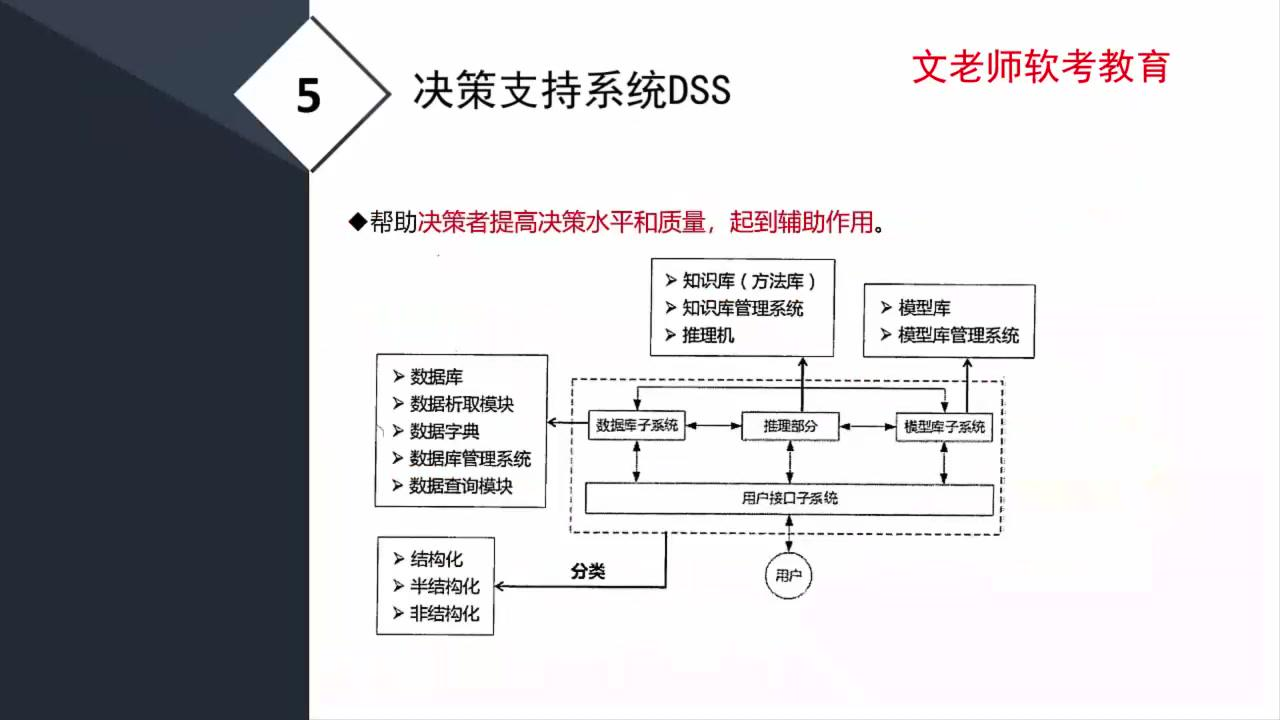 5
决策支持系统DSS
文老师软考教育
◆帮助决策者提高决策水平和质量，起到辅助作用。
➢ 知识库（方法库）
➢ 知识库管理系统
➢ 推理机
➢ 模型库
➢ 模型库管理系统
➢ 数据库
➢ 数据析取模块
➢ 数据字典
➢ 数据库管理系统
➢ 数据查询模块
数据库子系统
推理部分
模型库子系统
用户接口子系统
用户
分类
➢ 结构化
➢ 半结构化
➢ 非结构化